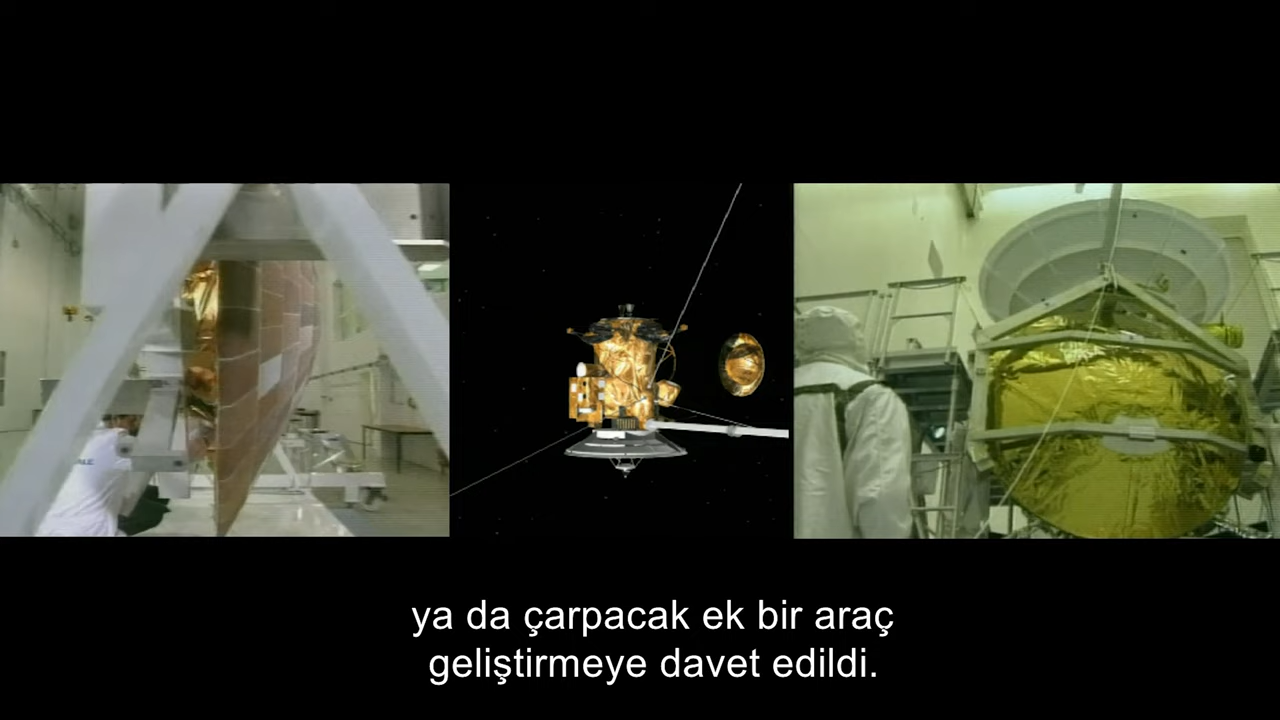 ya da çarpacak ek bir araç
geliştirmeye davet edildi.